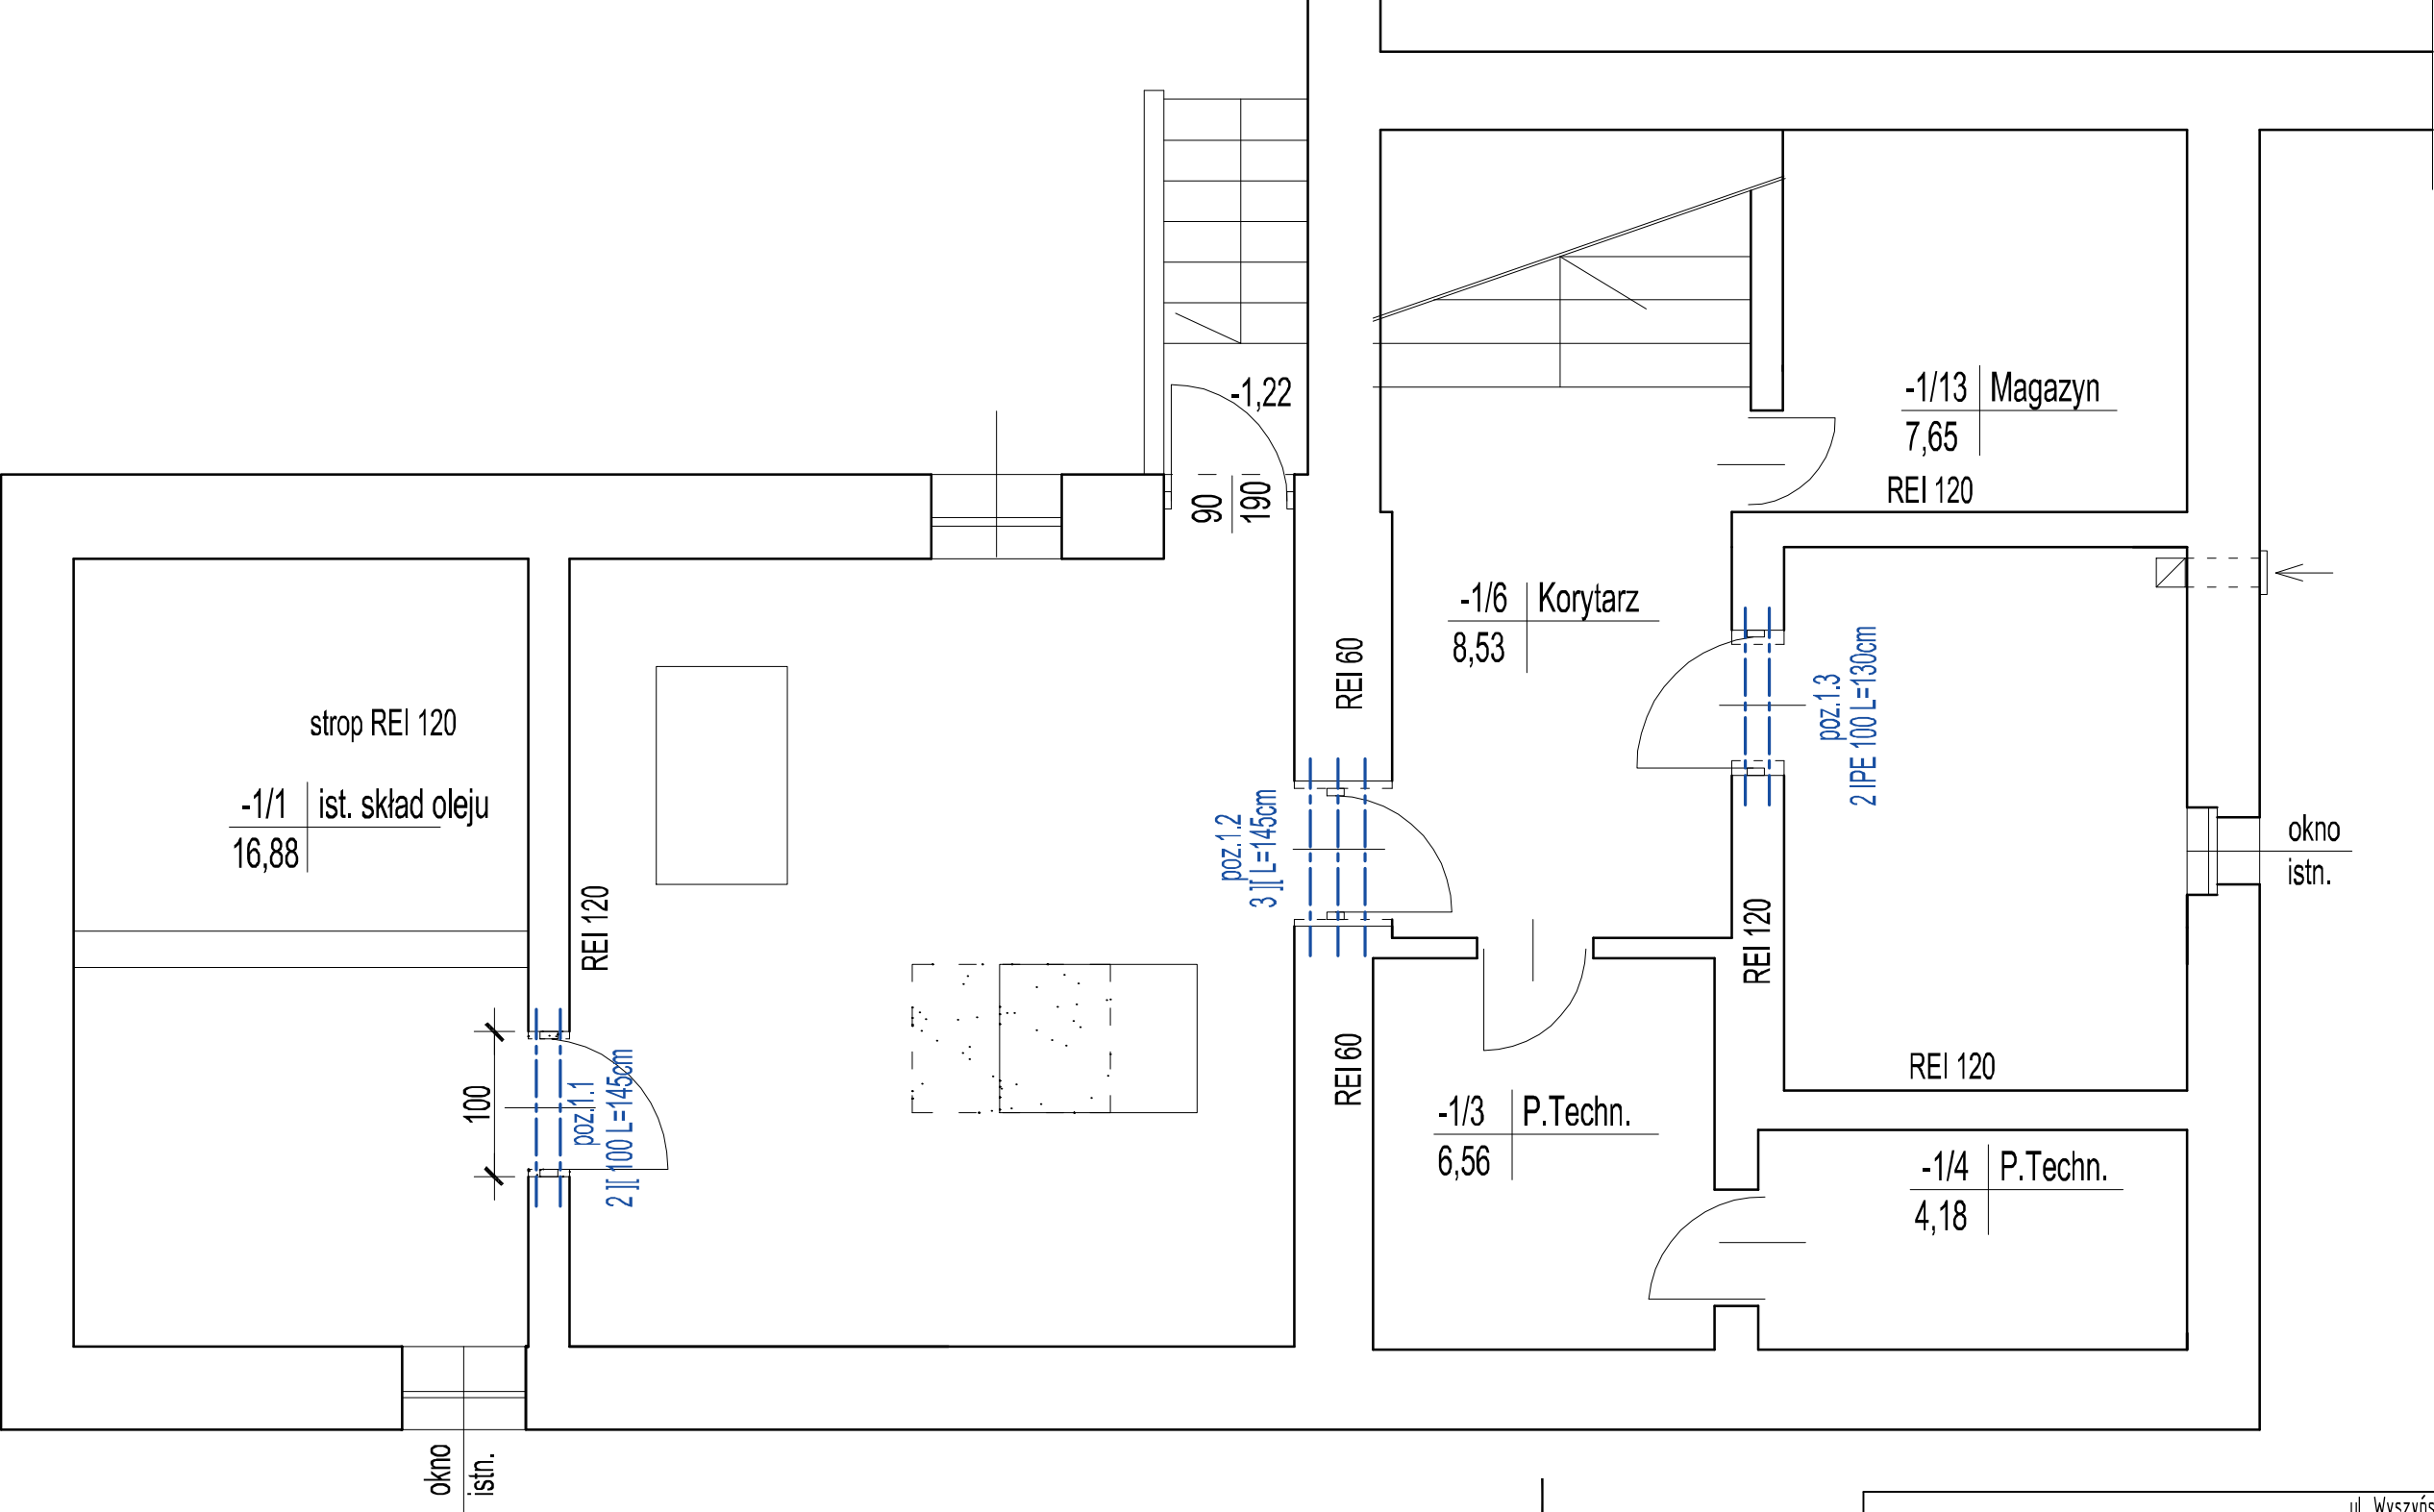 -1,22
90
190
-1/13 Magazyn
7,65
REI 120
-1/6 Korytarz
8,53
REI 60
poz.1.3
2 IPE 100 L=130cm
strop REI 120
-1/1 ist. skład oleju
16,88
REI 120
poz.1.2
3 ][ L=145cm
okno
istn.
REI 120
100
poz.1.1
2 ][ 100 L=145cm
REI 60
REI 120
-1/3 P.Techn.
6,56
-1/4 P.Techn.
4,18
okno
istn.